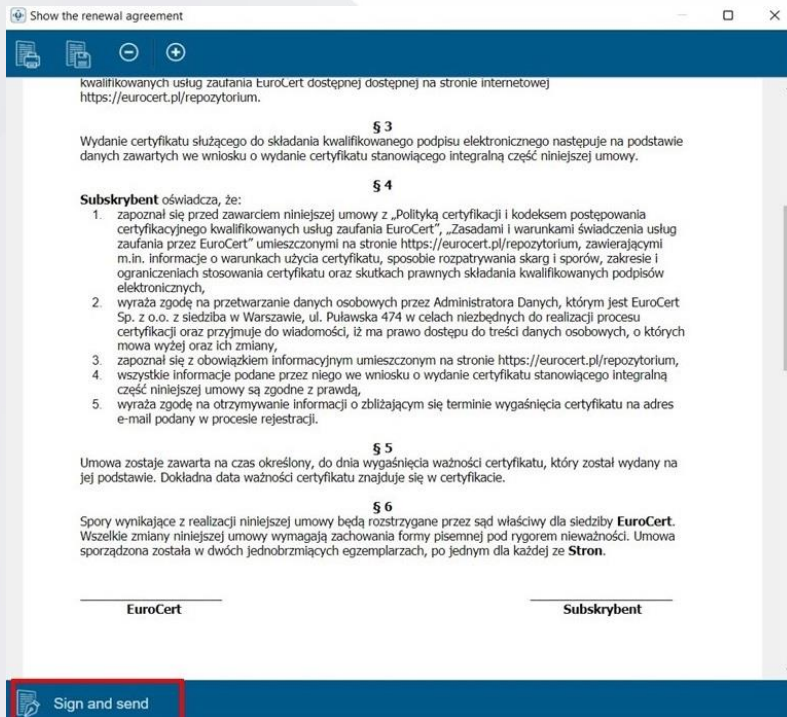 Show the renewal agreement
kwalifikowanych usług zaufania EuroCert dostępnej dostępnej na stronie internetowej
https://eurocert.pl/repozytorium.
§ 3
Wydanie certyfikatu służącego do składania kwalifikowanego podpisu elektronicznego następuje na podstawie
danych zawartych we wniosku o wydanie certyfikatu stanowiącego integralną część niniejszej umowy.
§ 4
Subskrybent oświadcza, że:
1. zapoznał się przed zawarciem niniejszej umowy z „Polityką certyfikacji i kodeksem postępowania
certyfikacyjnego kwalifikowanych usług zaufania EuroCert”, „Zasadami i warunkami świadczenia usług
zaufania przez EuroCert” umieszczonymi na stronie https://eurocert.pl/repozytorium, zawierającymi
m.in. informacje o warunkach użycia certyfikatu, sposobie rozpatrywania skarg i sporów, zakresie i
ograniczeniach stosowania certyfikatu oraz skutkach prawnych składania kwalifikowanych podpisów
elektronicznych,
2. wyraża zgodę na przetwarzanie danych osobowych przez Administratora Danych, którym jest EuroCert
Sp. z o.o. z siedziba w Warszawie, ul. Puławska 474 w celach niezbędnych do realizacji procesu
certyfikacji oraz przyjmuje do wiadomości, iż ma prawo dostępu do treści danych osobowych, o których
mowa wyżej oraz ich zmiany,
3. zapoznał się z obowiązkiem informacyjnym umieszczonym na stronie https://eurocert.pl/repozytorium,
4. wszystkie informacje podane przez niego we wniosku o wydanie certyfikatu stanowiącego integralną
część niniejszej umowy są zgodne z prawdą,
5. wyraża zgodę na otrzymywanie informacji o zbliżającym się terminie wygaśnięcia certyfikatu na adres
e-mail podany w procesie rejestracji.
§ 5
Umowa zostaje zawarta na czas określony, do dnia wygaśnięcia ważności certyfikatu, który został wydany na
jej podstawie. Dokładna data ważności certyfikatu znajduje się w certyfikacie.
§ 6
Spory wynikające z realizacji niniejszej umowy będą rozstrzygane przez sąd właściwy dla siedziby EuroCert.
Wszelkie zmiany niniejszej umowy wymagają zachowania formy pisemnej pod rygorem nieważności. Umowa
sporządzona została w dwóch jednobrzmiących egzemplarzach, po jednym dla każdej ze Stron.
EuroCert
Subskrybent
Sign and send